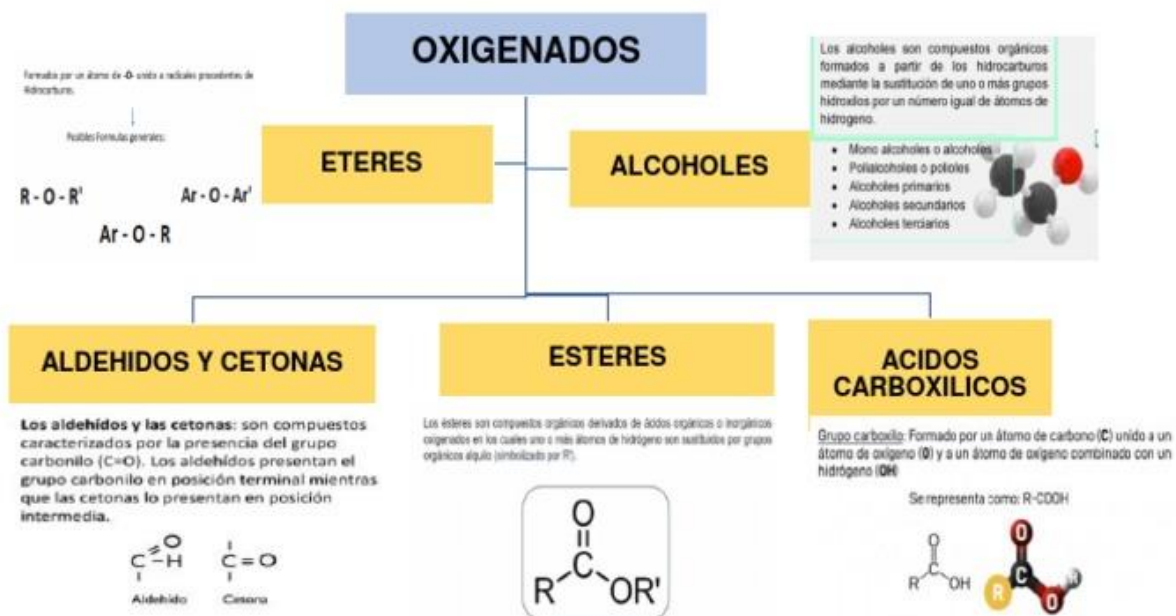 OXIGENADOS
Formados por un átomo de -O- unido a radicales procedentes de
Hidrocarburos.
Posibles Formulas generales:
R - O - R'
Ar - O - Ar'
Ar - O - R
ETERES
ALCOHOLES
Los alcoholes son compuestos orgánicos
formados a partir de los hidrocarburos
mediante la sustitución de uno o más grupos
hidroxilos por un número igual de átomos de
hidrogeno.
• Mono alcoholes o alcoholes
• Polialcoholes o polioles
• Alcoholes primarios
• Alcoholes secundarios
• Alcoholes terciarios
ALDEHIDOS Y CETONAS
Los aldehídos y las cetonas: son compuestos
caracterizados por la presencia del grupo
carbonilo (C=O). Los aldehídos presentan el
grupo carbonilo en posición terminal mientras
que las cetonas lo presentan en posición
intermedia.
O
C-H
C=O
Aldehido
Cetona
ESTERES
Los ésteres son compuestos orgánicos derivados de ácidos orgánicos o inorgánicos
oxigenados en los cuales uno o más átomos de hidrógeno son sustituidos por grupos
orgánicos alquilo (simbolizado por R').
O
C
R
OR'
ACIDOS
CARBOXILICOS
Grupo carboxilo: Formado por un átomo de carbono (C) unido a un
átomo de oxígeno (O) y a un átomo de oxígeno combinado con un
hidrógeno (OH)
Se representa como: R-COOH
O
C
R
OH
O
C
R
O
H